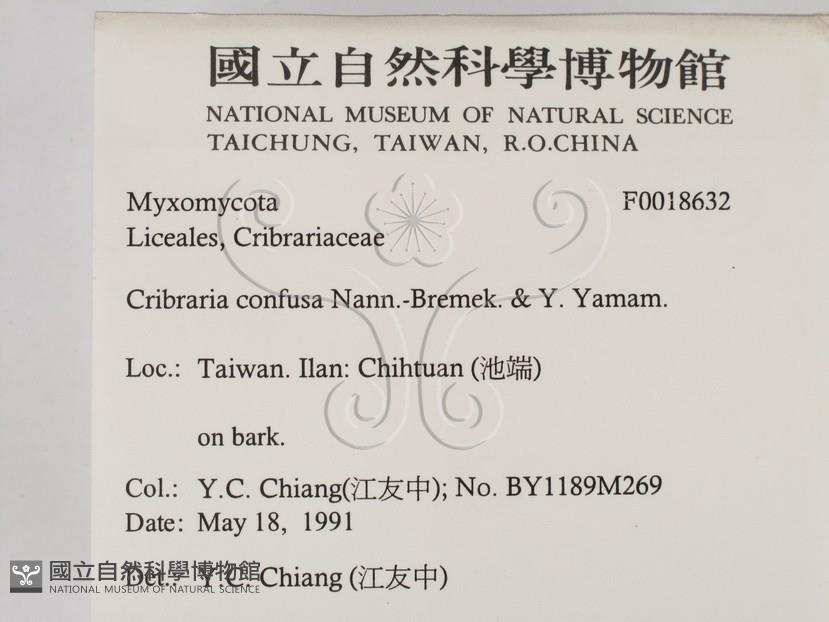 國立自然科學博物館
NATIONAL MUSEUM OF NATURAL SCIENCE
TAICHUNG, TAIWAN, R.O.CHINA
Myxomycota F0018632
Liceales, Cribrariaceae
Cribraria confusa Nann.-Bremek. & Y. Yamam.
Loc.: Taiwan. Ilan: Chihtuan (池端)
on bark.
Col.: Y.C. Chiang(江友中); No. BY1189M269
Date: May 18, 1991
Det.: Y.C. Chiang (江友中)
國立自然科學博物館
NATIONAL MUSEUM OF NATURAL SCIENCE